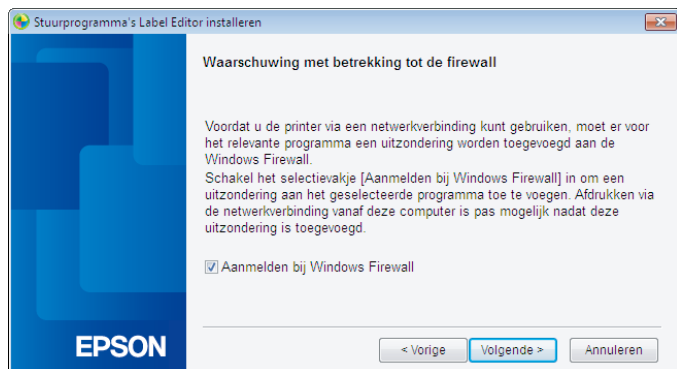 Stuurprogramma's Label Editor installeren
Waarschuwing met betrekking tot de firewall
Voordat u de printer via een netwerkverbinding kunt gebruiken, moet er voor
het relevante programma een uitzondering worden toegevoegd aan de
Windows Firewall.
Schakel het selectievakje [Aanmelden bij Windows Firewall] in om een
uitzondering aan het geselecteerde programma toe te voegen. Afdrukken via
de netwerkverbinding vanaf deze computer is pas mogelijk nadat deze
uitzondering is toegevoegd.
Aanmelden bij Windows Firewall
EPSON
< Vorige
Volgende >
Annuleren